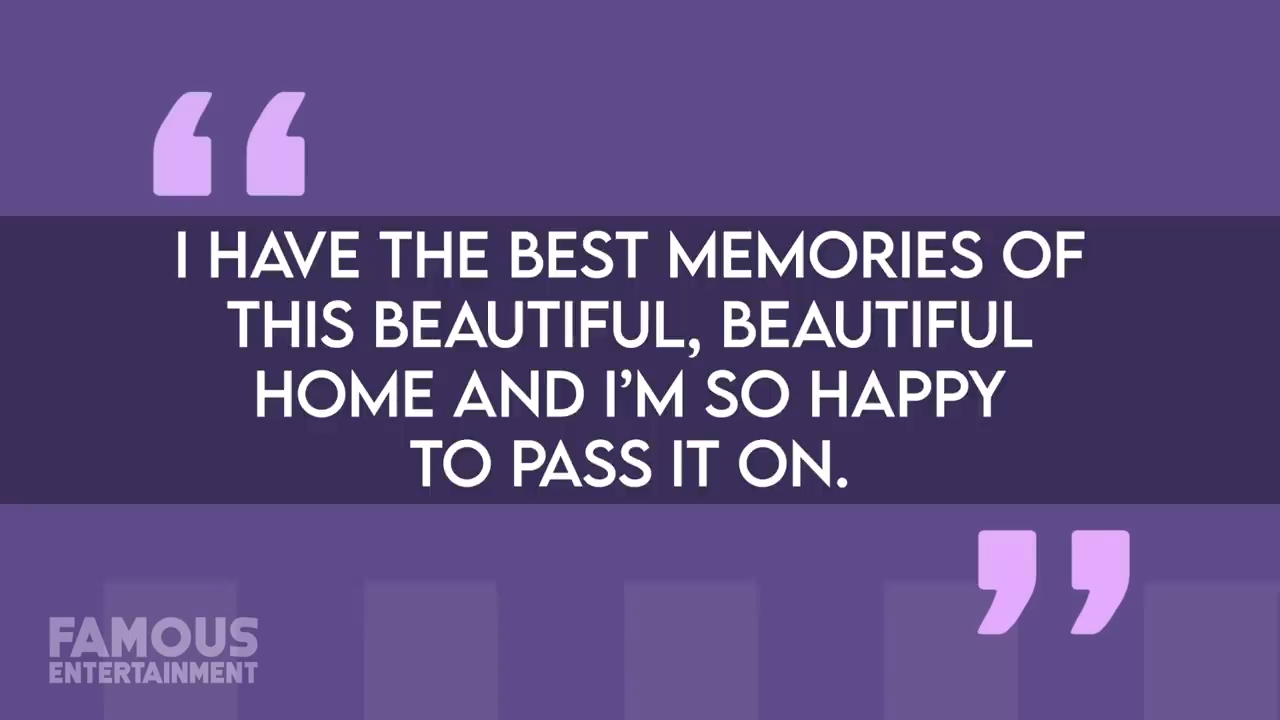 “
I HAVE THE BEST MEMORIES OF
THIS BEAUTIFUL, BEAUTIFUL
HOME AND I’M SO HAPPY
TO PASS IT ON.
”
FAMOUS
ENTERTAINMENT